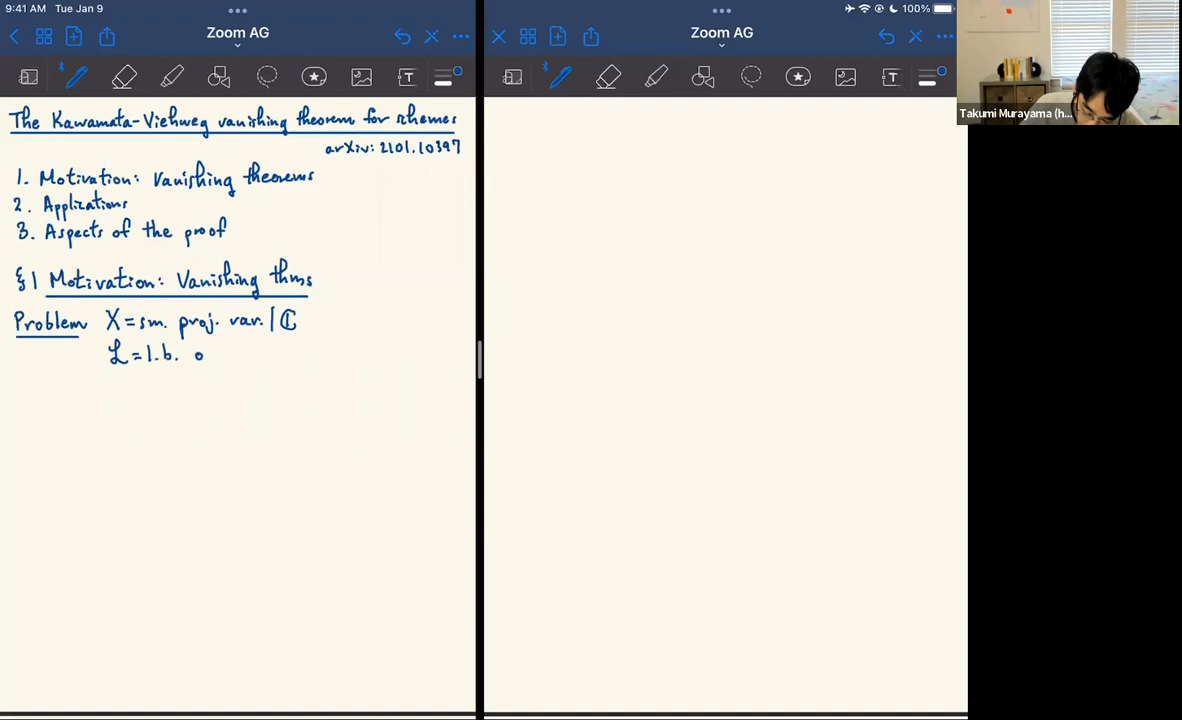 9:41 AM Tue Jan 9
100%
Zoom AG
Zoom AG
Takumi Murayama (h...
The Kawamata-Viehweg vanishing theorem for schemes
arXiv: 2101.10397
1. Motivation: Vanishing theorems
2. Applications
3. Aspects of the proof
§1 Motivation: Vanishing thms
Problem X = sm. proj. var. | ℂ
ℒ = l.b. o